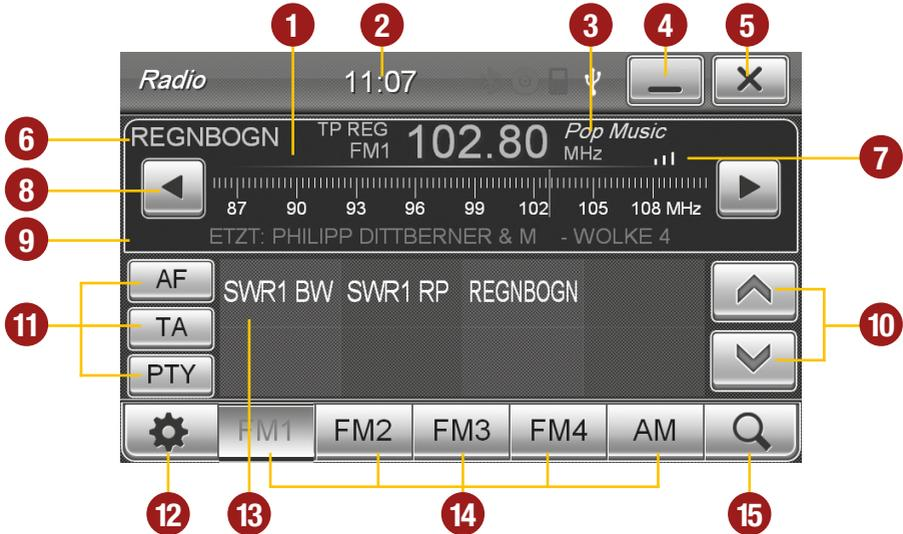 1 2 3 4 5
Radio 11:07
6 REGNBOGN TP REG FM1 102.80 Pop Music MHz 7
8
87 90 93 96 99 102 105 108 MHz
9 ETZT: PHILIPP DITTBERNER & M - WOLKE 4
AF SWR1 BW SWR1 RP REGNBOGN
11 TA 10
PTY
FM1 FM2 FM3 FM4 AM
12 13 14 15